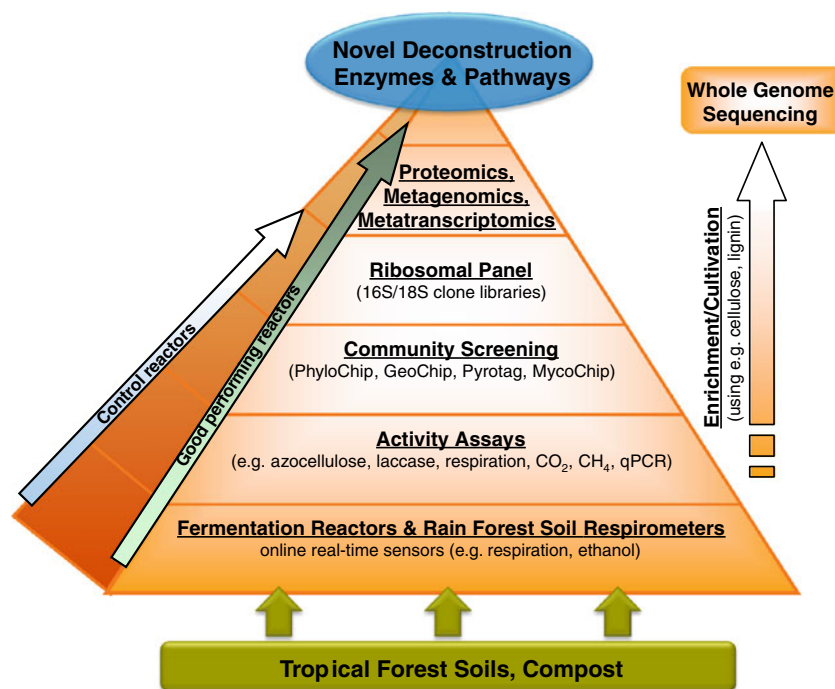 Novel Deconstruction
Enzymes & Pathways
Whole Genome
Sequencing
Proteomics,
Metagenomics,
Metatranscriptomics
Ribosomal Panel
(16S/18S clone libraries)
Community Screening
(PhyloChip, GeoChip, Pyrotag, MycoChip)
Activity Assays
(e.g. azocellulose, laccase, respiration, CO₂, CH₄, qPCR)
Fermentation Reactors & Rain Forest Soil Respirometers
online real-time sensors (e.g. respiration, ethanol)
Control reactors
Good performing reactors
Enrichment/Cultivation
(using e.g. cellulose, lignin)
Tropical Forest Soils, Compost